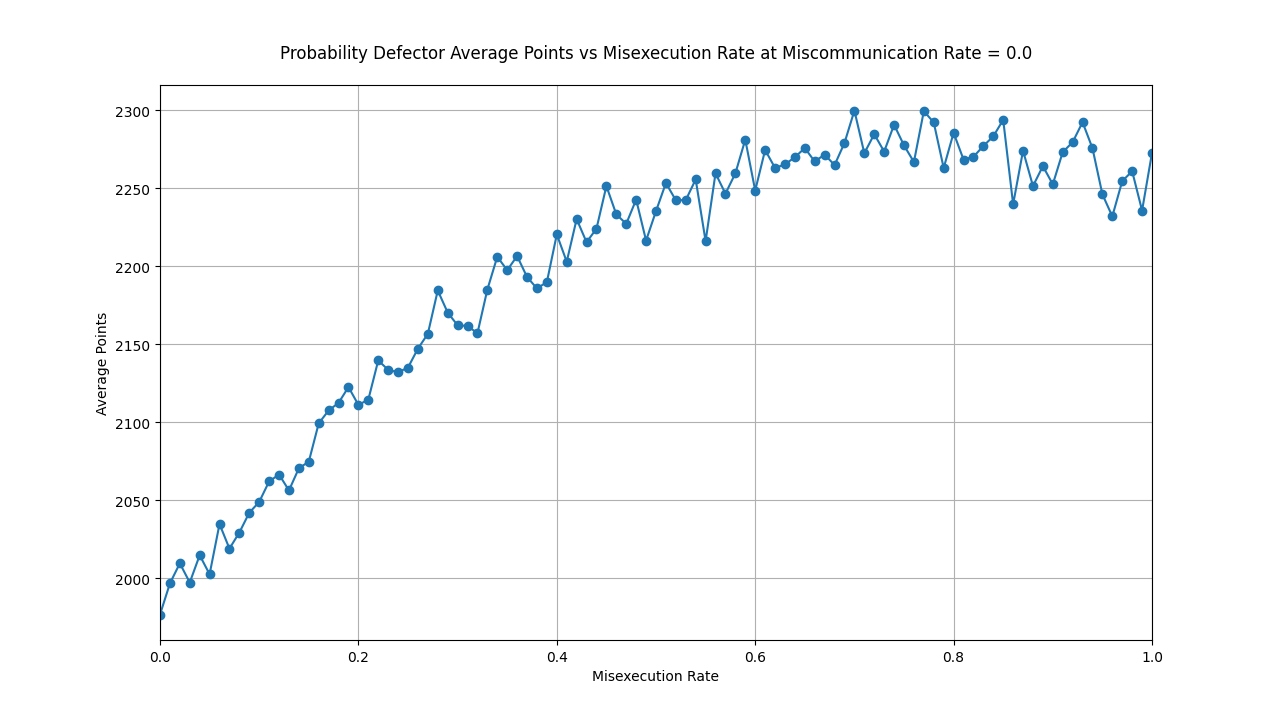 Probability Defector Average Points vs Misexecution Rate at Miscommunication Rate = 0.0
2300
2250
2200
2150
2100
2050
2000
Average Points
0.0 0.2 0.4 0.6 0.8 1.0
Misexecution Rate